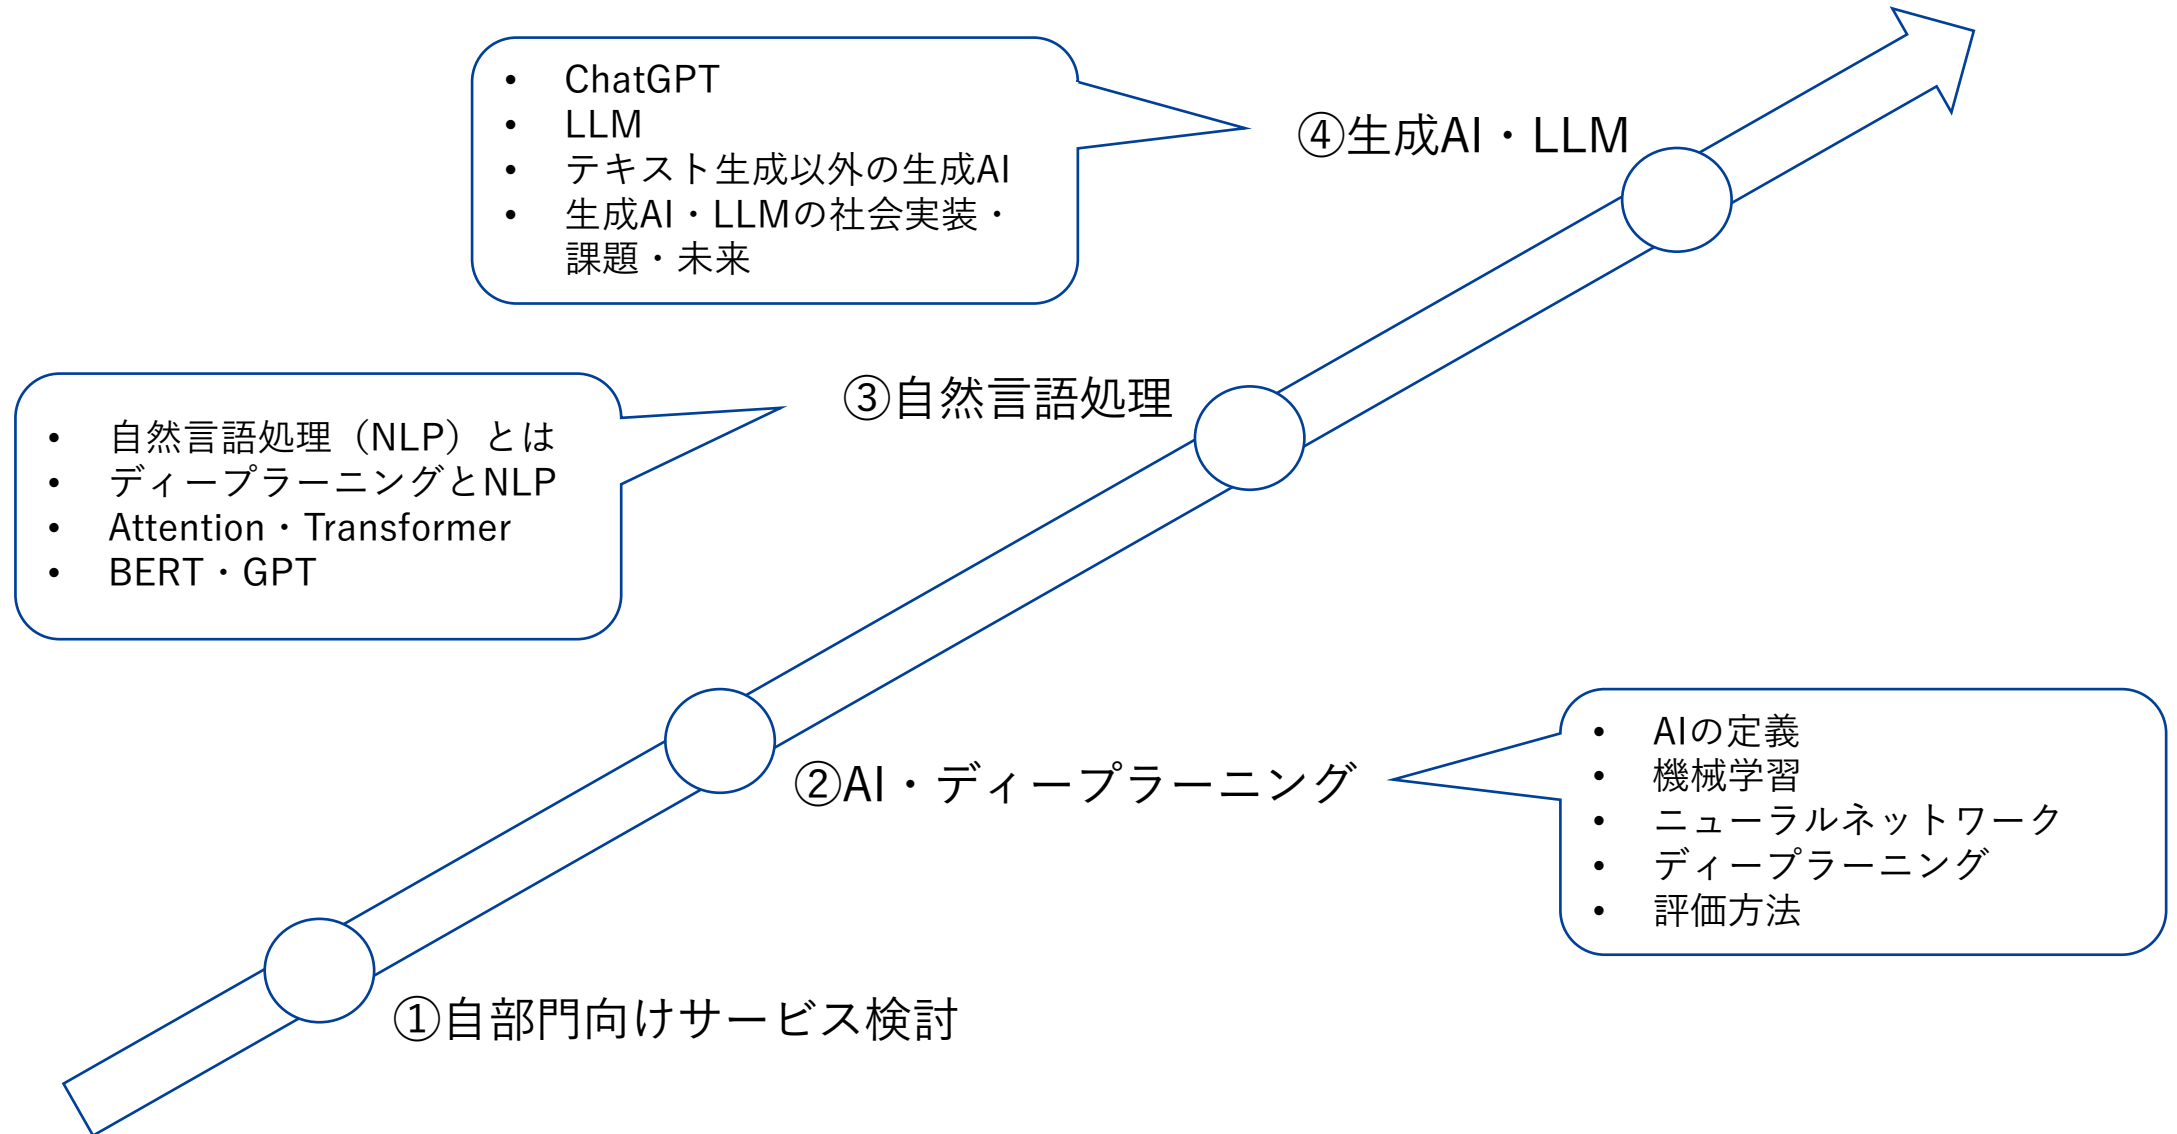 • ChatGPT
• LLM
• テキスト生成以外の生成AI
• 生成AI・LLMの社会実装・
課題・未来
④生成AI・LLM
③自然言語処理
• 自然言語処理（NLP）とは
• ディープラーニングとNLP
• Attention・Transformer
• BERT・GPT
②AI・ディープラーニング
• AIの定義
• 機械学習
• ニューラルネットワーク
• ディープラーニング
• 評価方法
①自部門向けサービス検討